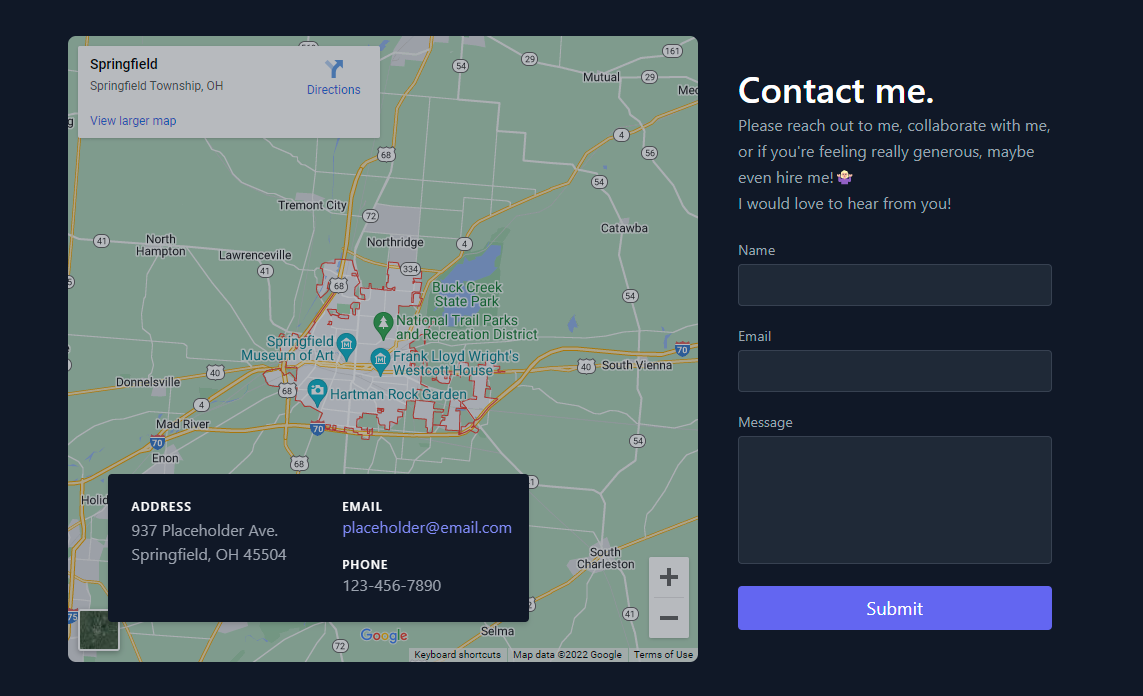 Springfield
Springfield Township, OH
Directions
View larger map
161
54
29
Mutual
29
4
68
56
54
Tremont City
72
Catawba
41
North
Hampton
Northridge
4
Lawrenceville
41
334
68
Buck Creek
State Park
54
National Trail Parks
and Recreation District
Springfield
Museum of Art
Frank Lloyd Wright's
Westcott House
70
40
40
South Vienna
Donnelsville
68
Hartman Rock Garden
4
Mad River
70
70
54
Enon
68
ADDRESS
937 Placeholder Ave.
Springfield, OH 45504
EMAIL
placeholder@email.com
PHONE
123-456-7890
South
Charleston
75
41
Selma
72
Google
Keyboard shortcuts
Map data ©2022 Google
Terms of Use
Contact me.
Please reach out to me, collaborate with me,
or if you're feeling really generous, maybe
even hire me!🤷🏻
I would love to hear from you!
Name
Email
Message
Submit